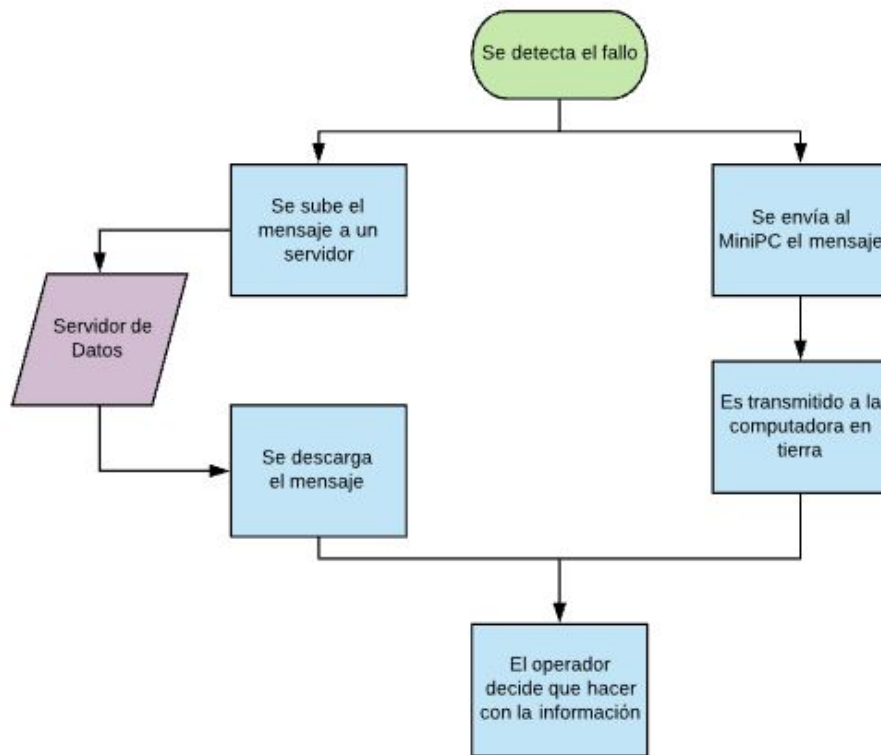 Se detecta el fallo
Se sube el
mensaje a un
servidor
Se envía al
MiniPC el mensaje
Servidor de
Datos
Es transmitido a la
computadora en
tierra
Se descarga
el mensaje
El operador
decide que hacer
con la información